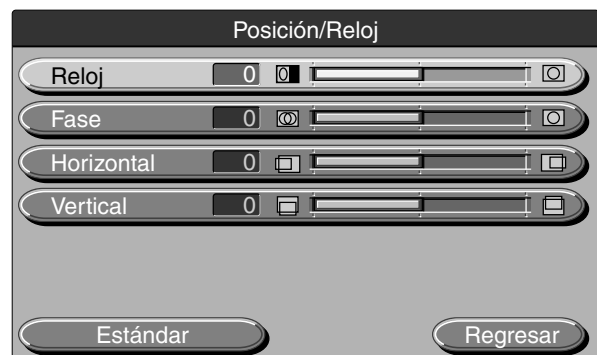 Posición/Reloj
Reloj 0
Fase 0
Horizontal 0
Vertical 0
Estándar Regresar